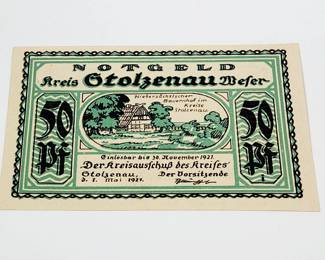 NOTGELD
Kreis Stolzenau Weser
Niedersächsischer
Bauernhof im
Kreise
Stolzenau
50
Pf
50
Pf
Einlösbar bis 30. November 1921.
Der Kreisausschuß des Kreises
Stolzenau, Der Vorsitzende
d. 1. Mai 1921.